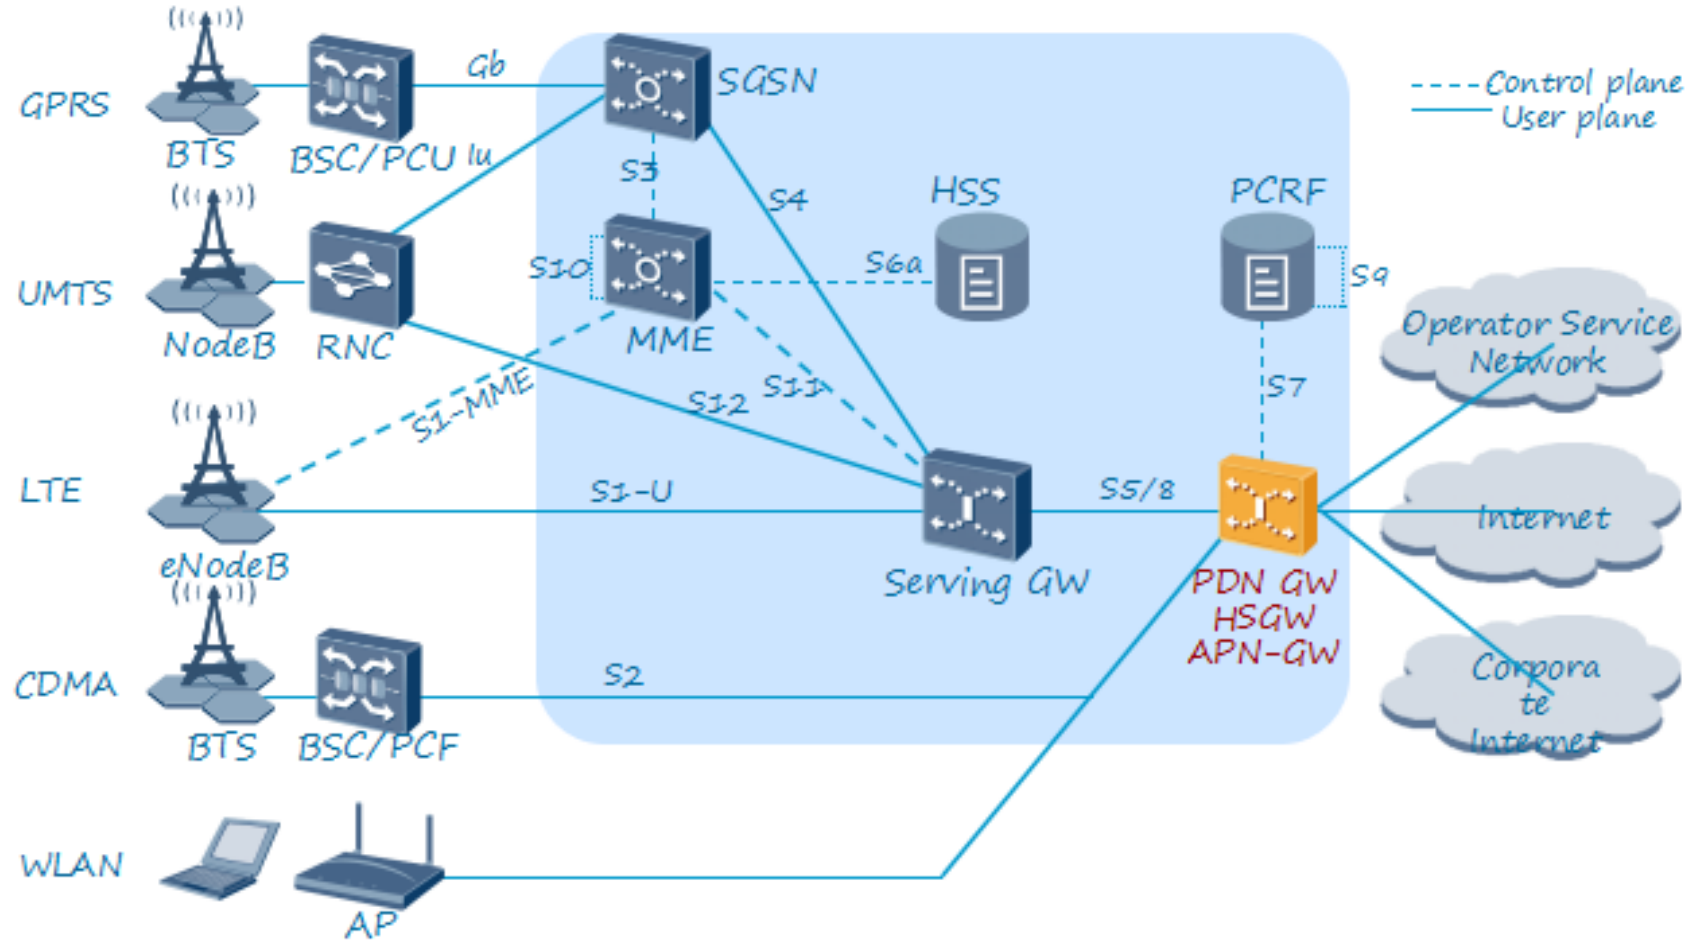 GPRS
BTS
BSC/PCU
Gb
SGSN
Control plane
User plane
Iu
S3
S4
HSS
PCRF
UMTS
NodeB
RNC
S10
MME
S6a
S9
S7
S11
S12
S1-MME
Operator Service
Network
LTE
eNodeB
S1-U
Serving GW
S5/8
PDN GW
HSGW
APN-GW
Internet
CDMA
BTS
BSC/PCF
S2
Corpora
te
Internet
WLAN
AP